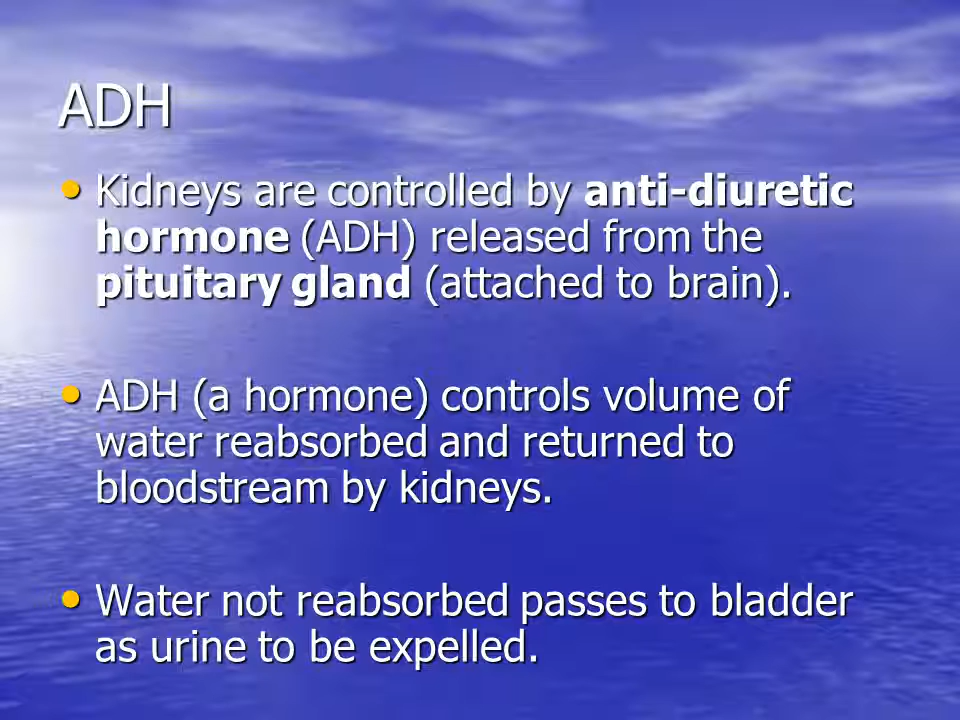 ADH
• Kidneys are controlled by anti-diuretic
hormone (ADH) released from the
pituitary gland (attached to brain).
• ADH (a hormone) controls volume of
water reabsorbed and returned to
bloodstream by kidneys.
• Water not reabsorbed passes to bladder
as urine to be expelled.